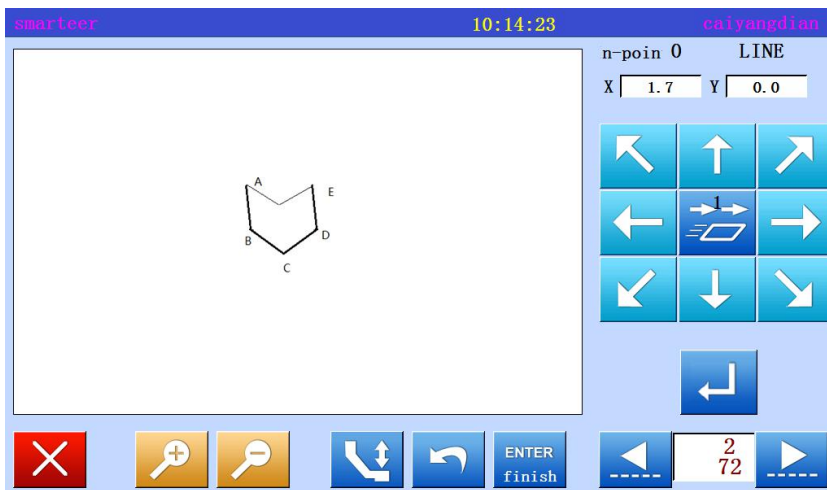 smarteer 10:14:23 caiyangdian
n-poin 0 LINE
X 1.7 Y 0.0
A
E
B
D
C
1
ENTER
finish
2
72